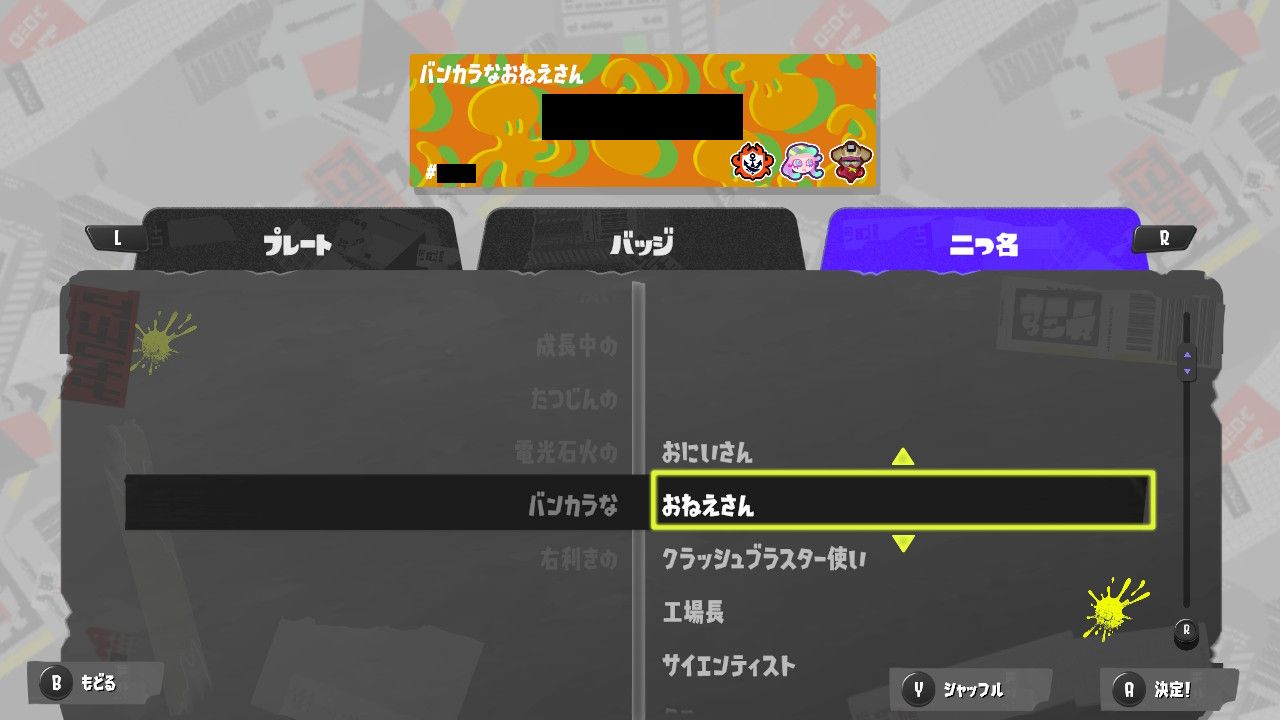 バンカラなおねえさん
#
L
プレート
バッジ
二つ名
R
成長中の
たつじんの
電光石火の
おにいさん
バンカラな
おねえさん
右利きの
クラッシュブラスター使い
工場長
サイエンティスト
R
B もどる
Y シャッフル
A 決定!